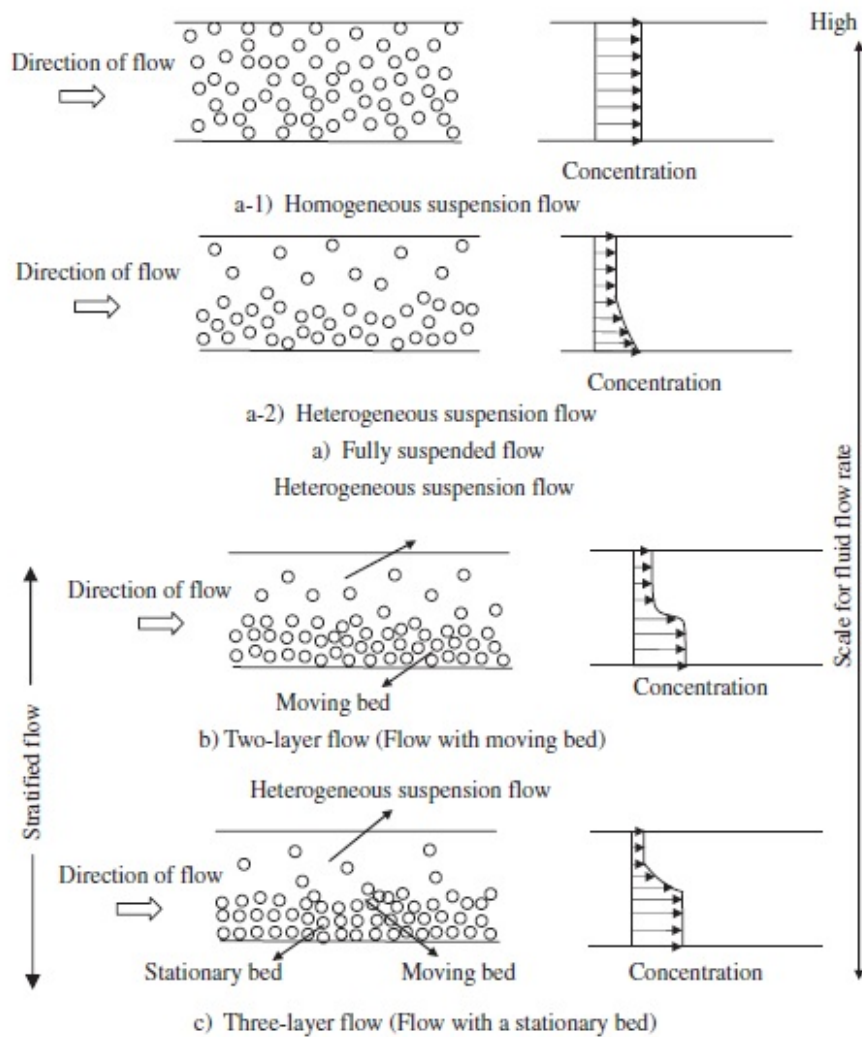 High
Direction of flow
Concentration
a-1) Homogeneous suspension flow
Direction of flow
Concentration
a-2) Heterogeneous suspension flow
a) Fully suspended flow
Heterogeneous suspension flow
Scale for fluid flow rate
Direction of flow
Moving bed
Concentration
b) Two-layer flow (Flow with moving bed)
Stratified flow
Heterogeneous suspension flow
Direction of flow
Stationary bed
Moving bed
Concentration
c) Three-layer flow (Flow with a stationary bed)